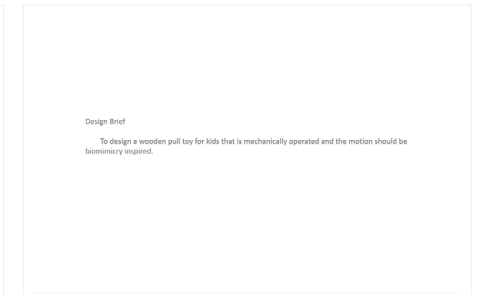 Design Brief
To design a wooden pull toy for kids that is mechanically operated and the motion should be
biomimicry inspired.